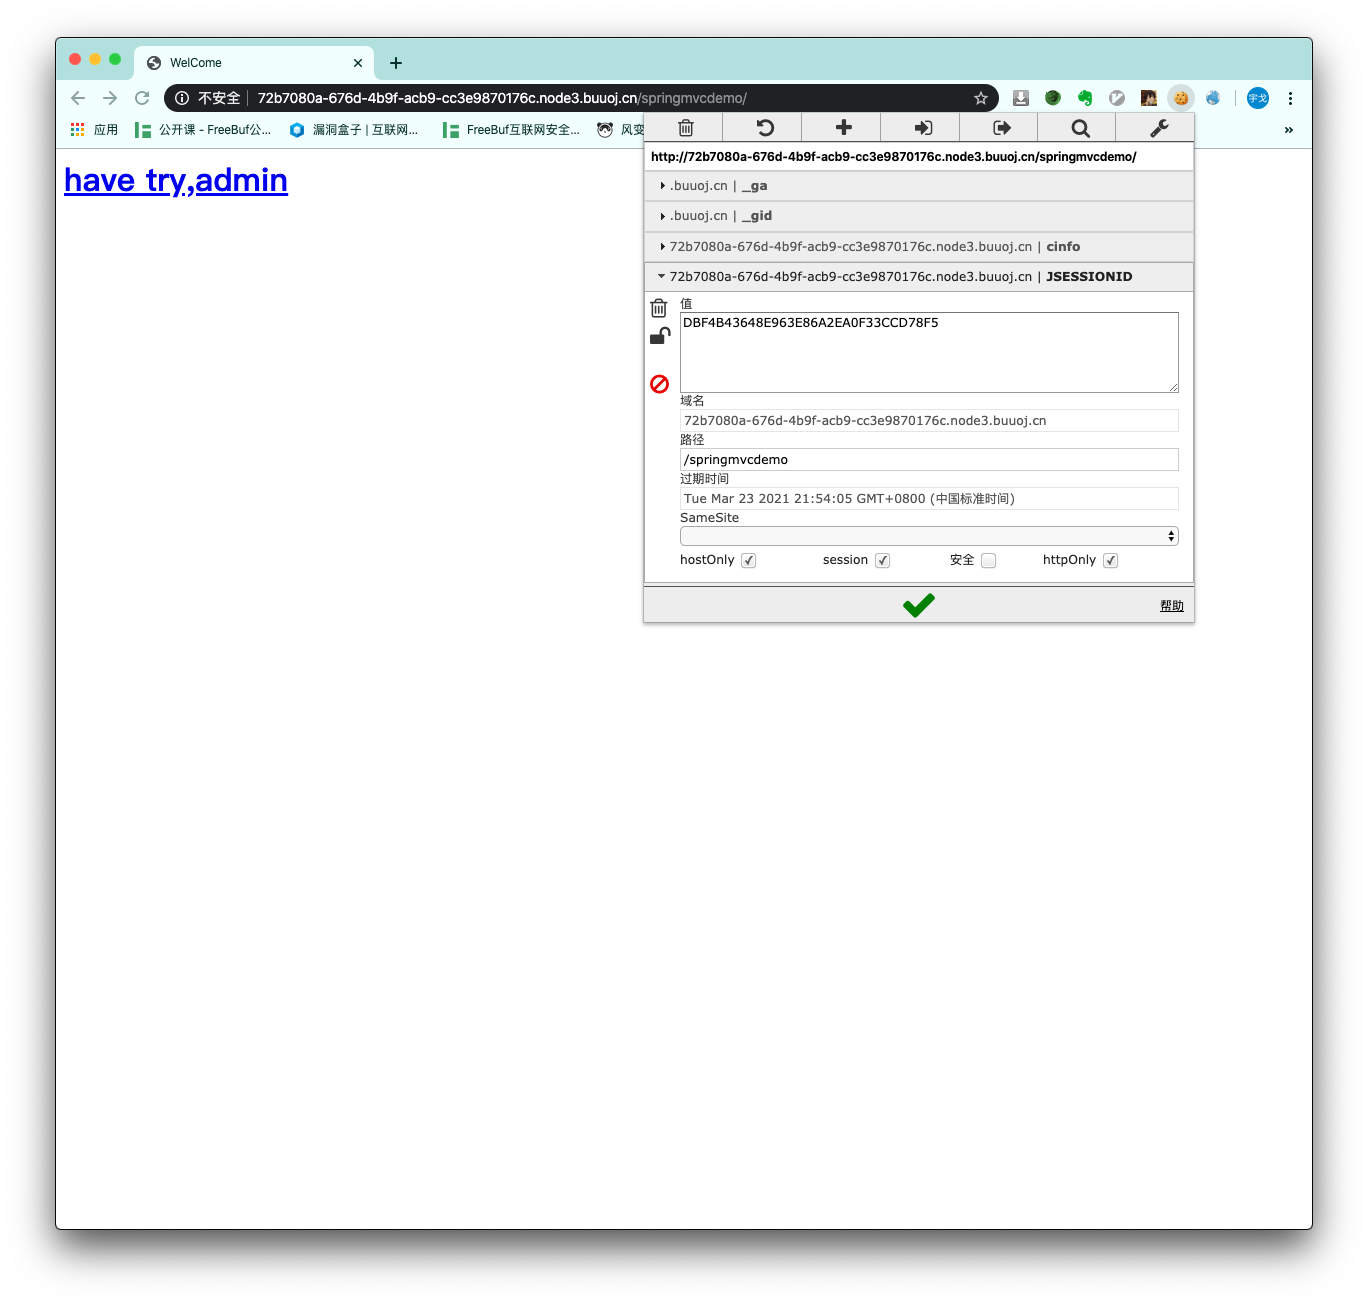 WelCome
不安全
72b7080a-676d-4b9f-acb9-cc3e9870176c.node3.buuoj.cn/springmvcdemo/
宇戈
应用
公开课 - FreeBuf公...
漏洞盒子 | 互联网...
FreeBuf互联网安全...
风变
»
have try,admin
http://72b7080a-676d-4b9f-acb9-cc3e9870176c.node3.buuoj.cn/springmvcdemo/
.buuoj.cn | _ga
.buuoj.cn | _gid
72b7080a-676d-4b9f-acb9-cc3e9870176c.node3.buuoj.cn | cinfo
72b7080a-676d-4b9f-acb9-cc3e9870176c.node3.buuoj.cn | JSESSIONID
值
DBF4B43648E963E86A2EA0F33CCD78F5
域名
72b7080a-676d-4b9f-acb9-cc3e9870176c.node3.buuoj.cn
路径
/springmvcdemo
过期时间
Tue Mar 23 2021 21:54:05 GMT+0800 (中国标准时间)
SameSite
hostOnly session 安全 httpOnly
帮助